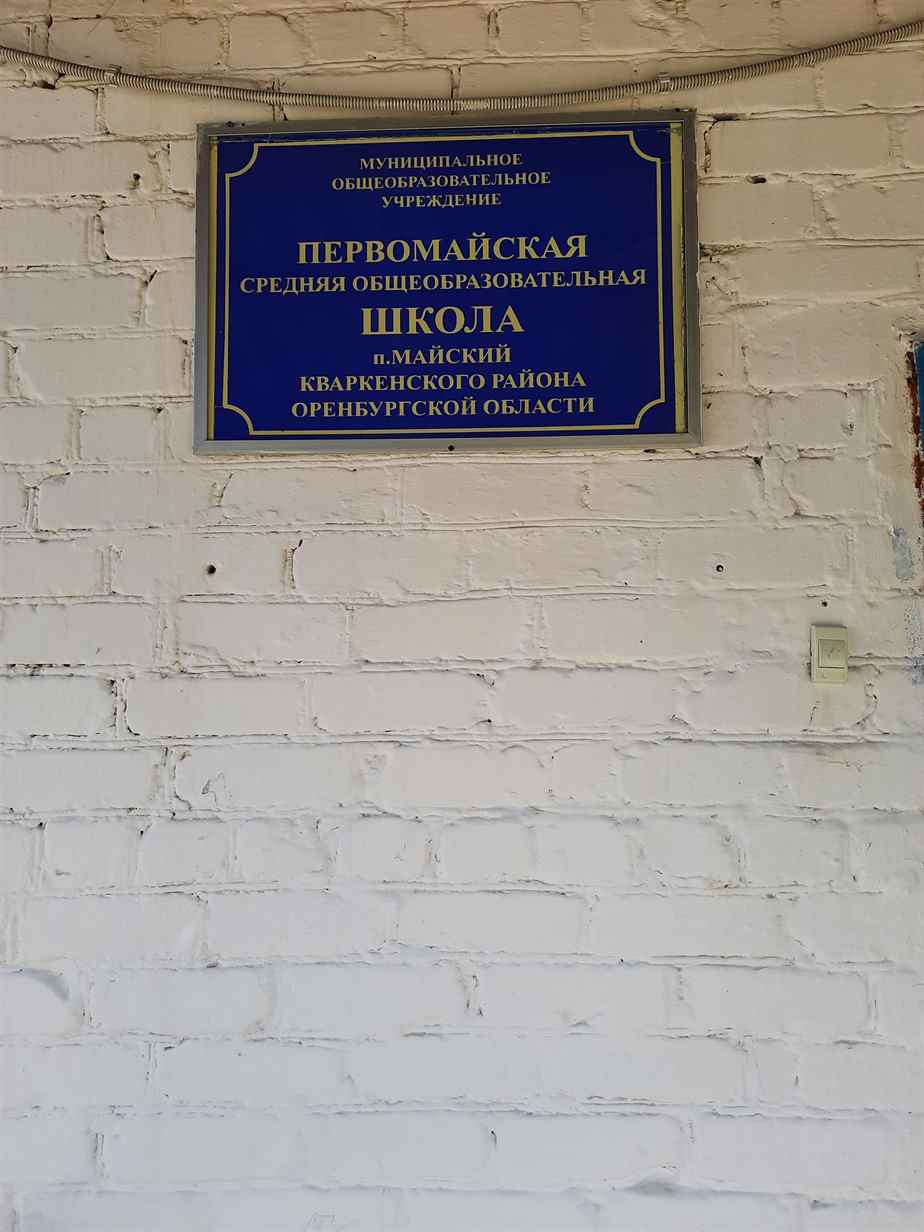 МУНИЦИПАЛЬНОЕ
ОБЩЕОБРАЗОВАТЕЛЬНОЕ
УЧРЕЖДЕНИЕ
ПЕРВОМАЙСКАЯ
СРЕДНЯЯ ОБЩЕОБРАЗОВАТЕЛЬНАЯ
ШКОЛА
п.МАЙСКИЙ
КВАРКЕНСКОГО РАЙОНА
ОРЕНБУРГСКОЙ ОБЛАСТИ